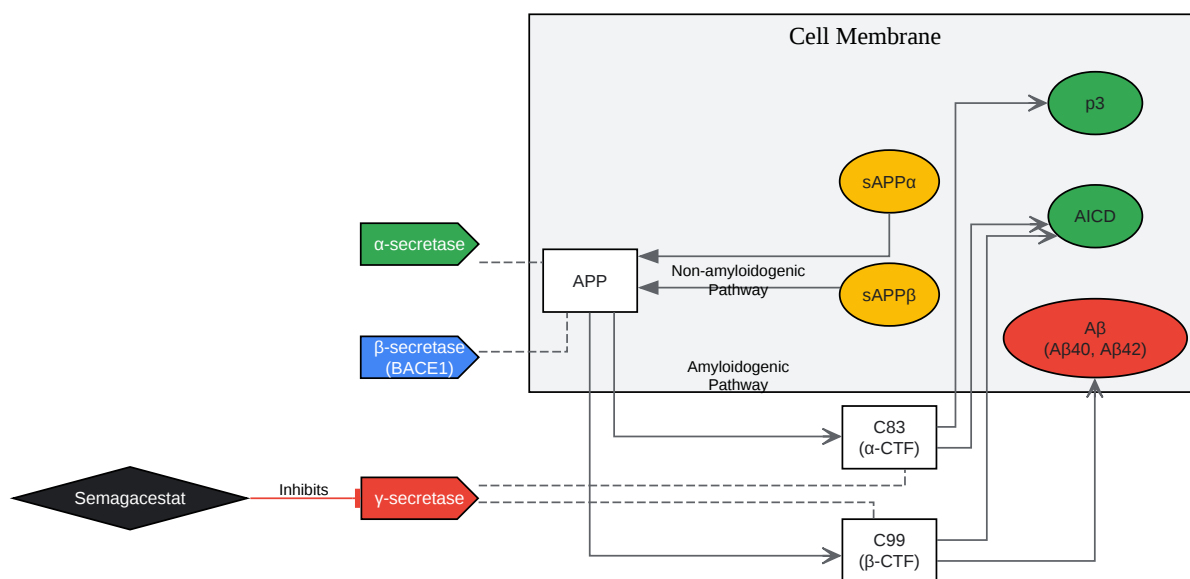 Cell Membrane
p3
sAPPα
AICD
α-secretase
APP
Non-amyloidogenic
Pathway
sAPPβ
Aβ
(Aβ40, Aβ42)
β-secretase
(BACE1)
Amyloidogenic
Pathway
C83
(α-CTF)
Semagacestat
Inhibits
γ-secretase
C99
(β-CTF)